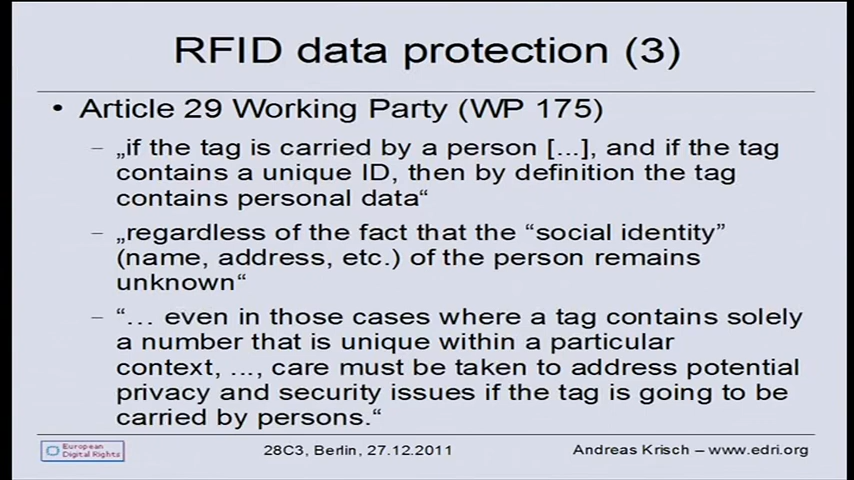 RFID data protection (3)
• Article 29 Working Party (WP 175)
– „if the tag is carried by a person [...], and if the tag
contains a unique ID, then by definition the tag
contains personal data“
– „regardless of the fact that the “social identity”
(name, address, etc.) of the person remains
unknown“
– “… even in those cases where a tag contains solely
a number that is unique within a particular
context, ..., care must be taken to address potential
privacy and security issues if the tag is going to be
carried by persons.“
European
Digital Rights
28C3, Berlin, 27.12.2011
Andreas Krisch – www.edri.org